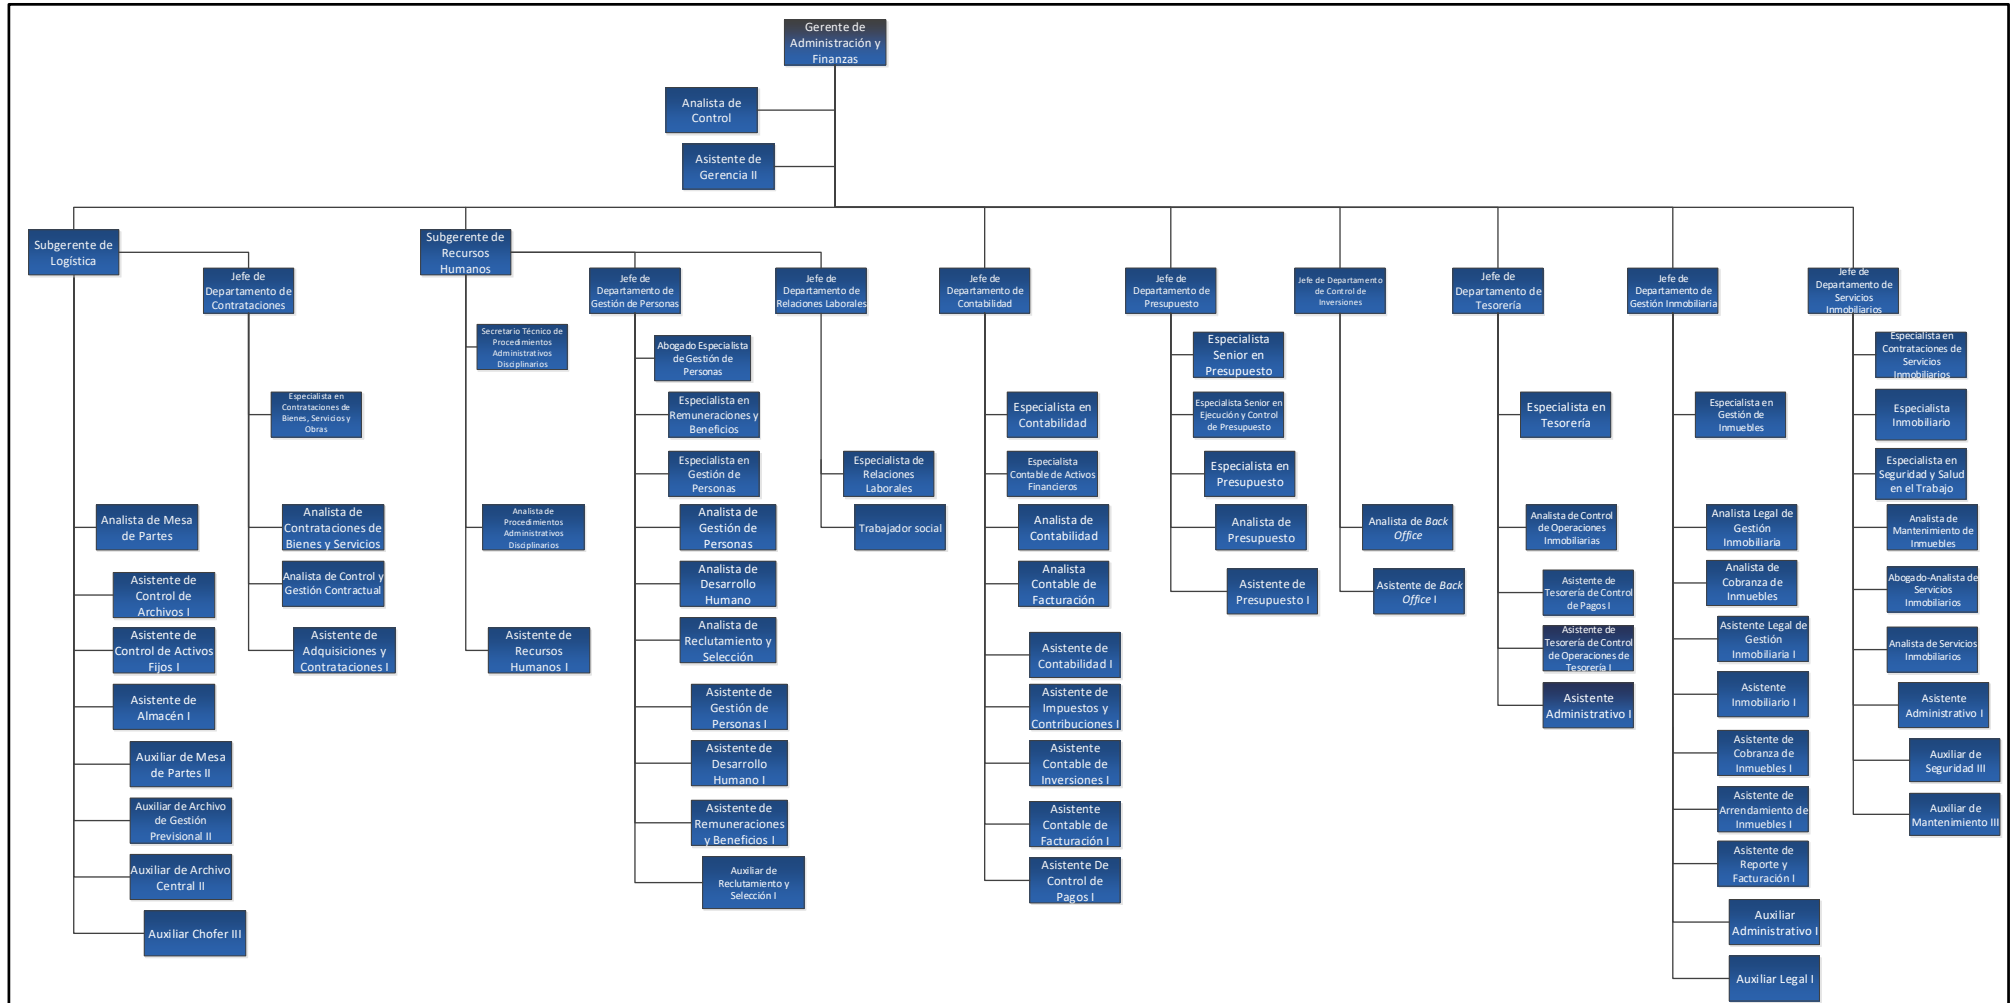 Gerente de
Administración y
Finanzas
Analista de
Control
Asistente de
Gerencia II
Subgerente de
Logística
Jefe de
Departamento de
Contrataciones
Especialista en
Contrataciones de
Bienes, Servicios y
Obras
Analista de Mesa
de Partes
Analista de
Contrataciones de
Bienes y Servicios
Asistente de
Control de
Archivos I
Analista de Control y
Gestión Contractual
Asistente de
Control de Activos
Fijos I
Asistente de
Adquisiciones y
Contrataciones I
Asistente de
Almacén I
Auxiliar de Mesa
de Partes II
Auxiliar de Archivo
de Gestión
Previsional II
Auxiliar de Archivo
Central II
Auxiliar Chofer III
Subgerente de
Recursos
Humanos
Secretario Técnico de
Procedimientos
Administrativos
Disciplinarios
Analista de
Procedimientos
Administrativos
Disciplinarios
Asistente de
Recursos
Humanos I
Jefe de
Departamento de
Gestión de Personas
Abogado Especialista
de Gestión de
Personas
Especialista en
Remuneraciones y
Beneficios
Especialista en
Gestión de
Personas
Analista de
Gestión de
Personas
Analista de
Desarrollo
Humano
Analista de
Reclutamiento y
Selección
Asistente de
Gestión de
Personas I
Asistente de
Desarrollo
Humano I
Asistente de
Remuneraciones
y Beneficios I
Auxiliar de
Reclutamiento y
Selección I
Jefe de
Departamento de
Relaciones Laborales
Especialista de
Relaciones
Laborales
Trabajador social
Jefe de
Departamento de
Contabilidad
Especialista en
Contabilidad
Especialista
Contable de Activos
Financieros
Analista de
Contabilidad
Analista
Contable de
Facturación
Asistente de
Contabilidad I
Asistente de
Impuestos y
Contribuciones I
Asistente
Contable de
Inversiones I
Asistente
Contable de
Facturación I
Asistente De
Control de
Pagos I
Jefe de
Departamento de
Presupuesto
Especialista
Senior en
Presupuesto
Especialista Senior en
Ejecución y Control
de Presupuesto
Especialista en
Presupuesto
Analista de
Presupuesto
Asistente de
Presupuesto I
Jefe de Departamento
de Control de
Inversiones
Analista de Back
Office
Asistente de Back
Office I
Jefe de
Departamento de
Tesorería
Especialista en
Tesorería
Analista de Control
de Operaciones
Inmobiliarias
Asistente de
Tesorería de Control
de Pagos I
Asistente de
Tesorería de Control
de Operaciones de
Tesorería I
Asistente
Administrativo I
Jefe de
Departamento de
Gestión Inmobiliaria
Especialista en
Gestión de
Inmuebles
Analista Legal de
Gestión
Inmobiliaria
Analista de
Cobranza de
Inmuebles
Asistente Legal de
Gestión
Inmobiliaria I
Asistente
Inmobiliario I
Asistente de
Cobranza de
Inmuebles I
Asistente de
Arrendamiento de
Inmuebles I
Asistente de
Reporte y
Facturación I
Auxiliar
Administrativo I
Auxiliar Legal I
Jefe de
Departamento de
Servicios
Inmobiliarios
Especialista en
Contrataciones de
Servicios
Inmobiliarios
Especialista
Inmobiliario
Especialista en
Seguridad y Salud
en el Trabajo
Analista de
Mantenimiento de
Inmuebles
Abogado-Analista de
Servicios
Inmobiliarios
Analista de Servicios
Inmobiliarios
Asistente
Administrativo I
Auxiliar de
Seguridad III
Auxiliar de
Mantenimiento III